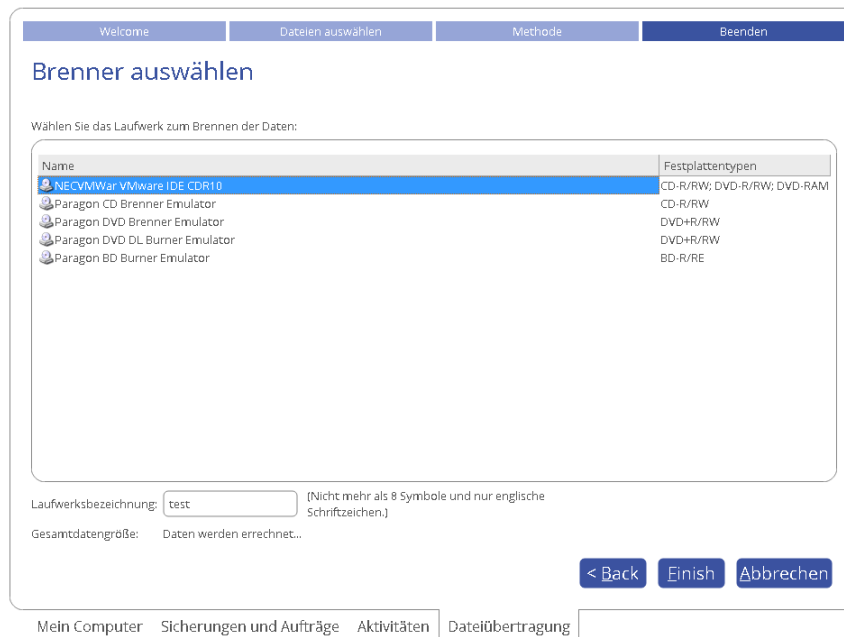 Welcome Dateien auswählen Methode Beenden
Brenner auswählen
Wählen Sie das Laufwerk zum Brennen der Daten:
Name Festplattentypen
NECVMWar VMware IDE CDR10 CD-R/RW; DVD-R/RW; DVD-RAM
Paragon CD Brenner Emulator CD-R/RW
Paragon DVD Brenner Emulator DVD+R/RW
Paragon DVD DL Burner Emulator DVD+R/RW
Paragon BD Burner Emulator BD-R/RE
Laufwerksbezeichnung: test (Nicht mehr als 8 Symbole und nur englische
Schriftzeichen.)
Gesamtdatengröße: Daten werden errechnet...
< Back Finish Abbrechen
Mein Computer Sicherungen und Aufträge Aktivitäten Dateiübertragung